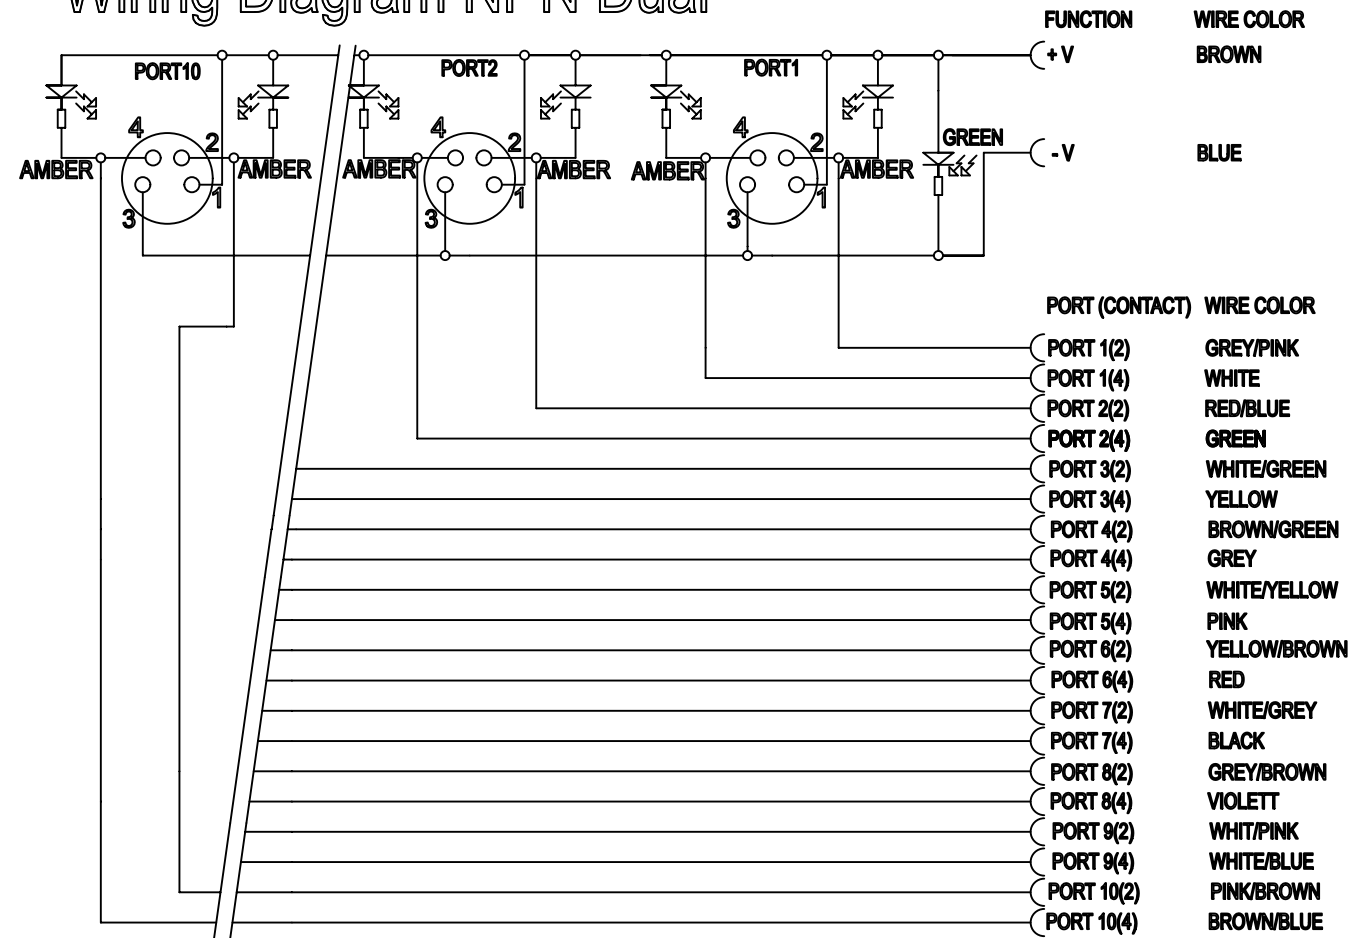 Wiring Diagram NPN Dual
FUNCTION WIRE COLOR
+ V BROWN
- V BLUE
PORT10 PORT2 PORT1
4 2 4 2 4 2
GREEN
AMBER AMBER AMBER AMBER AMBER AMBER
3 1 3 1 3 1
PORT (CONTACT) WIRE COLOR
PORT 1(2) GREY/PINK
PORT 1(4) WHITE
PORT 2(2) RED/BLUE
PORT 2(4) GREEN
PORT 3(2) WHITE/GREEN
PORT 3(4) YELLOW
PORT 4(2) BROWN/GREEN
PORT 4(4) GREY
PORT 5(2) WHITE/YELLOW
PORT 5(4) PINK
PORT 6(2) YELLOW/BROWN
PORT 6(4) RED
PORT 7(2) WHITE/GREY
PORT 7(4) BLACK
PORT 8(2) GREY/BROWN
PORT 8(4) VIOLETT
PORT 9(2) WHIT/PINK
PORT 9(4) WHITE/BLUE
PORT 10(2) PINK/BROWN
PORT 10(4) BROWN/BLUE